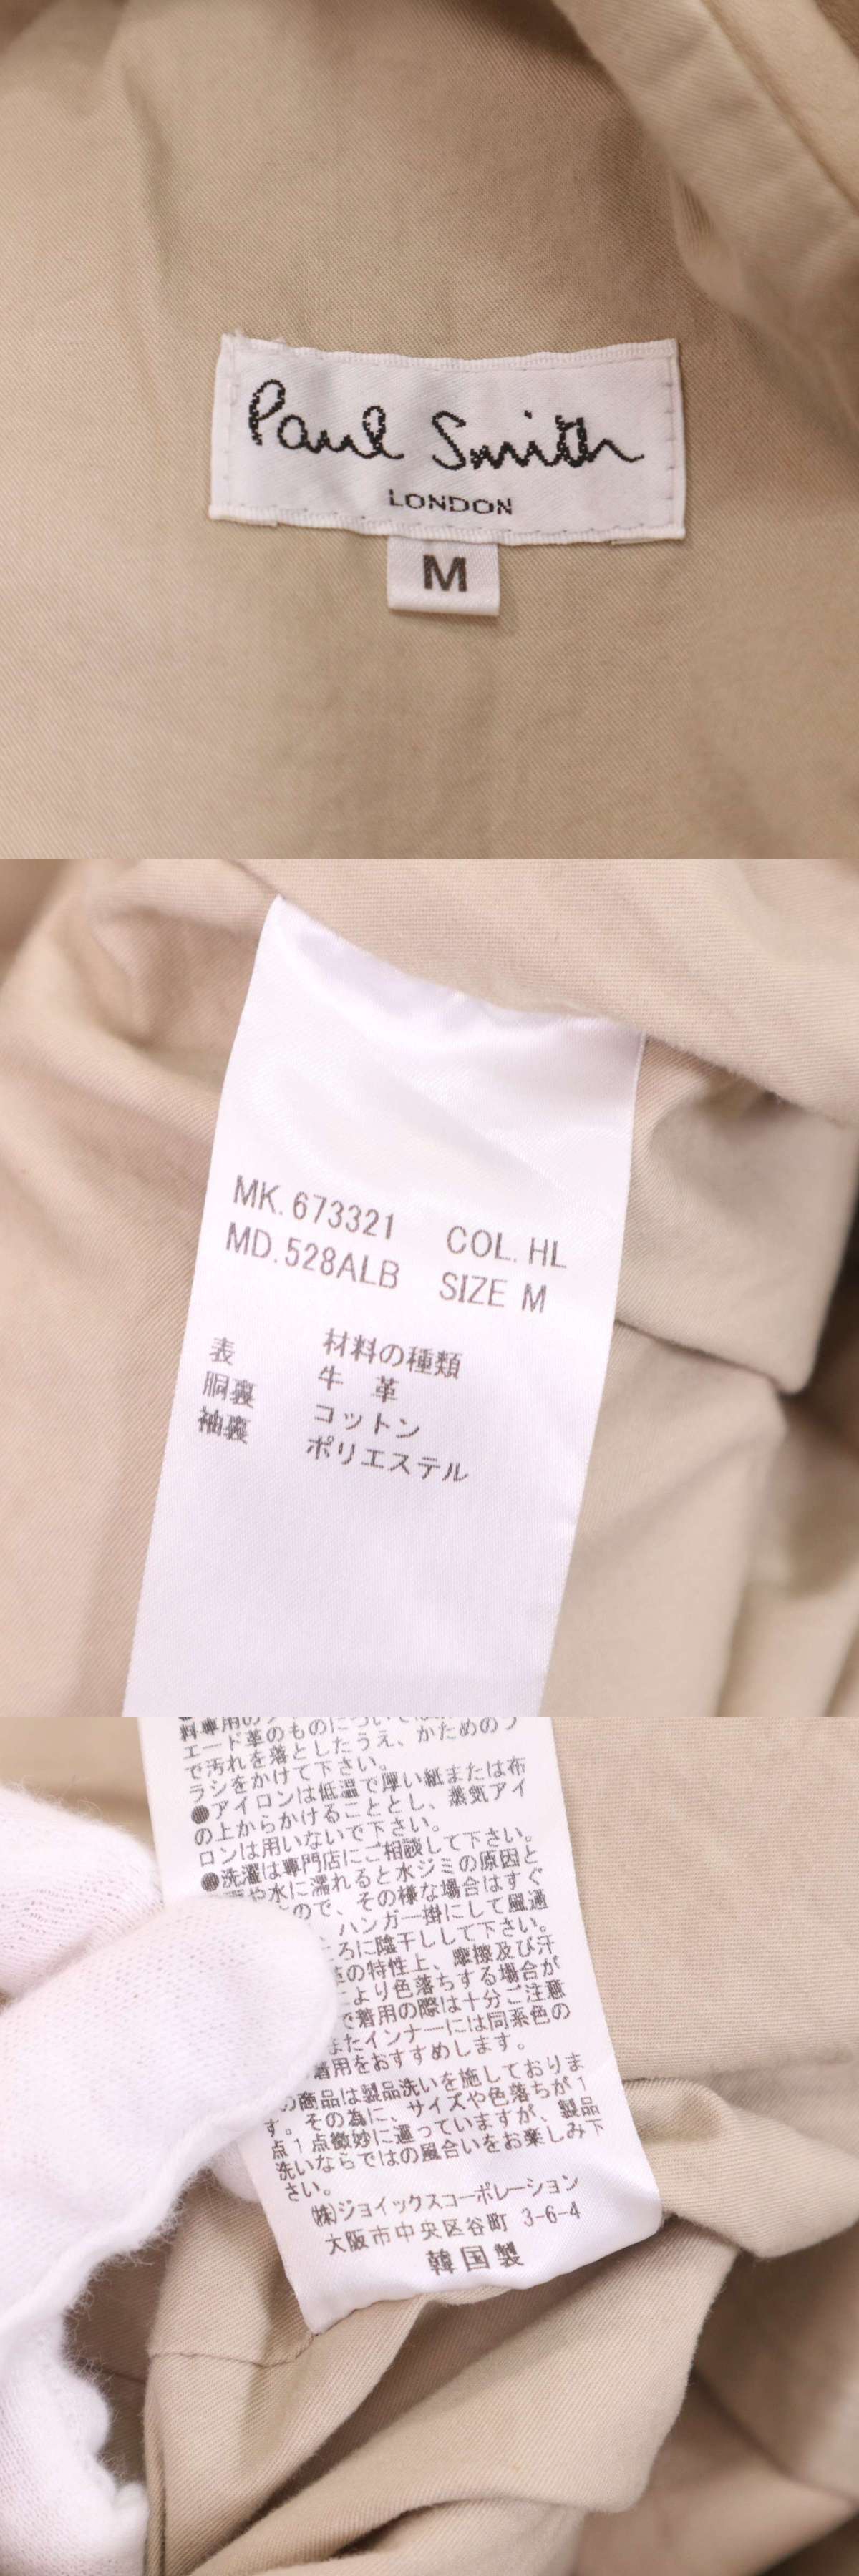 Paul Smith
LONDON
M
MK. 673321 COL. HL
MD. 528ALB SIZE M
材料の種類
表 牛 革
胴裏 コットン
袖裏 ポリエステル
エード革のものについては
で汚れを落としたうえ、かためのブ
ラシをかけて下さい。
●アイロンは低温で厚い紙または布
の上からかけることとし、蒸気アイ
ロンは用いないで下さい。
●洗濯は専門店にご相談して下さい。
や水に濡れると水ジミの原因と
ので、その様な場合はすぐ
ハンガー掛にして風通
ろに陰干しして下さい。
の特性上、摩擦及び汗
により色落ちする場合が
で着用の際は十分ご注意
またインナーには同系色の
着用をおすすめします。
の商品は製品洗いを施しておりま
す。その為に、サイズや色落ちが1
点1点微妙に違っていますが、製品
洗いならではの風合いをお楽しみ下
さい。
㈱ジョイックスコーポレーション
大阪市中央区谷町 3-6-4
韓国製